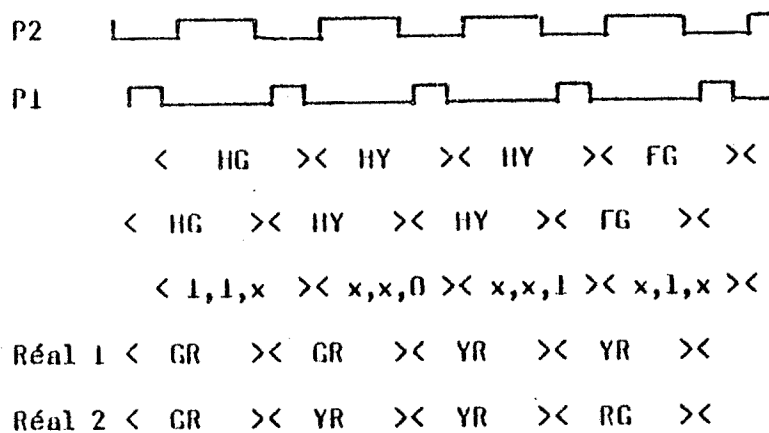 P2
P1
< HG >< HY >< HY >< FG ><
< HG >< HY >< HY >< FG ><
< 1,1,x >< x,x,0 >< x,x,1 >< x,1,x ><
Réal 1 < GR >< GR >< YR >< YR ><
Réal 2 < GR >< YR >< YR >< RG ><